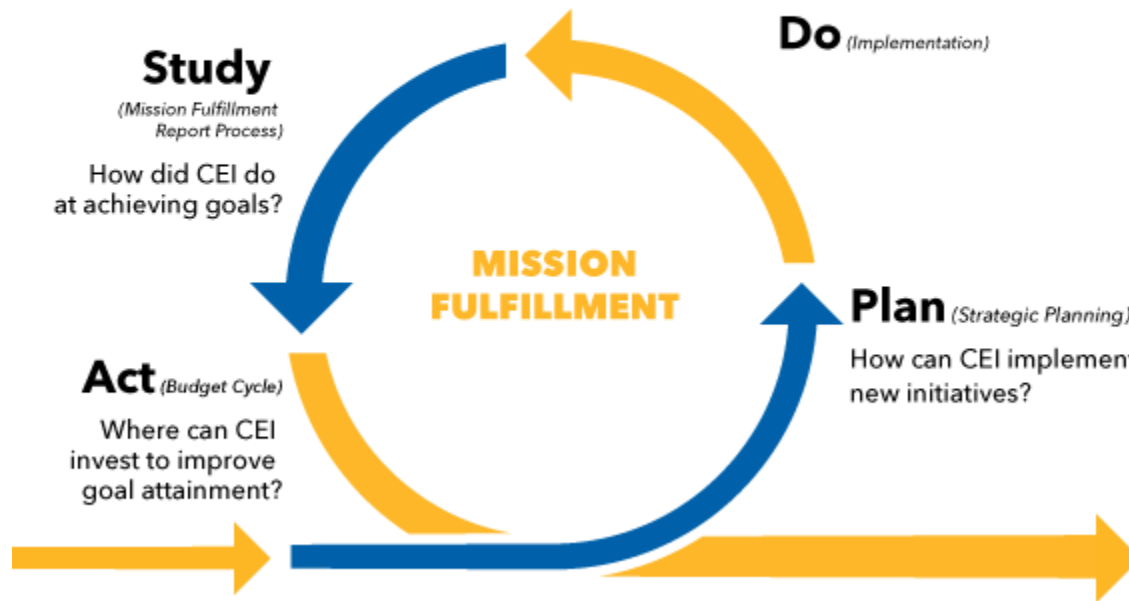 Do (Implementation)
Study
(Mission Fulfillment
Report Process)
How did CEI do
at achieving goals?
MISSION
FULFILLMENT
Plan (Strategic Planning)
How can CEI implement
new initiatives?
Act (Budget Cycle)
Where can CEI
invest to improve
goal attainment?